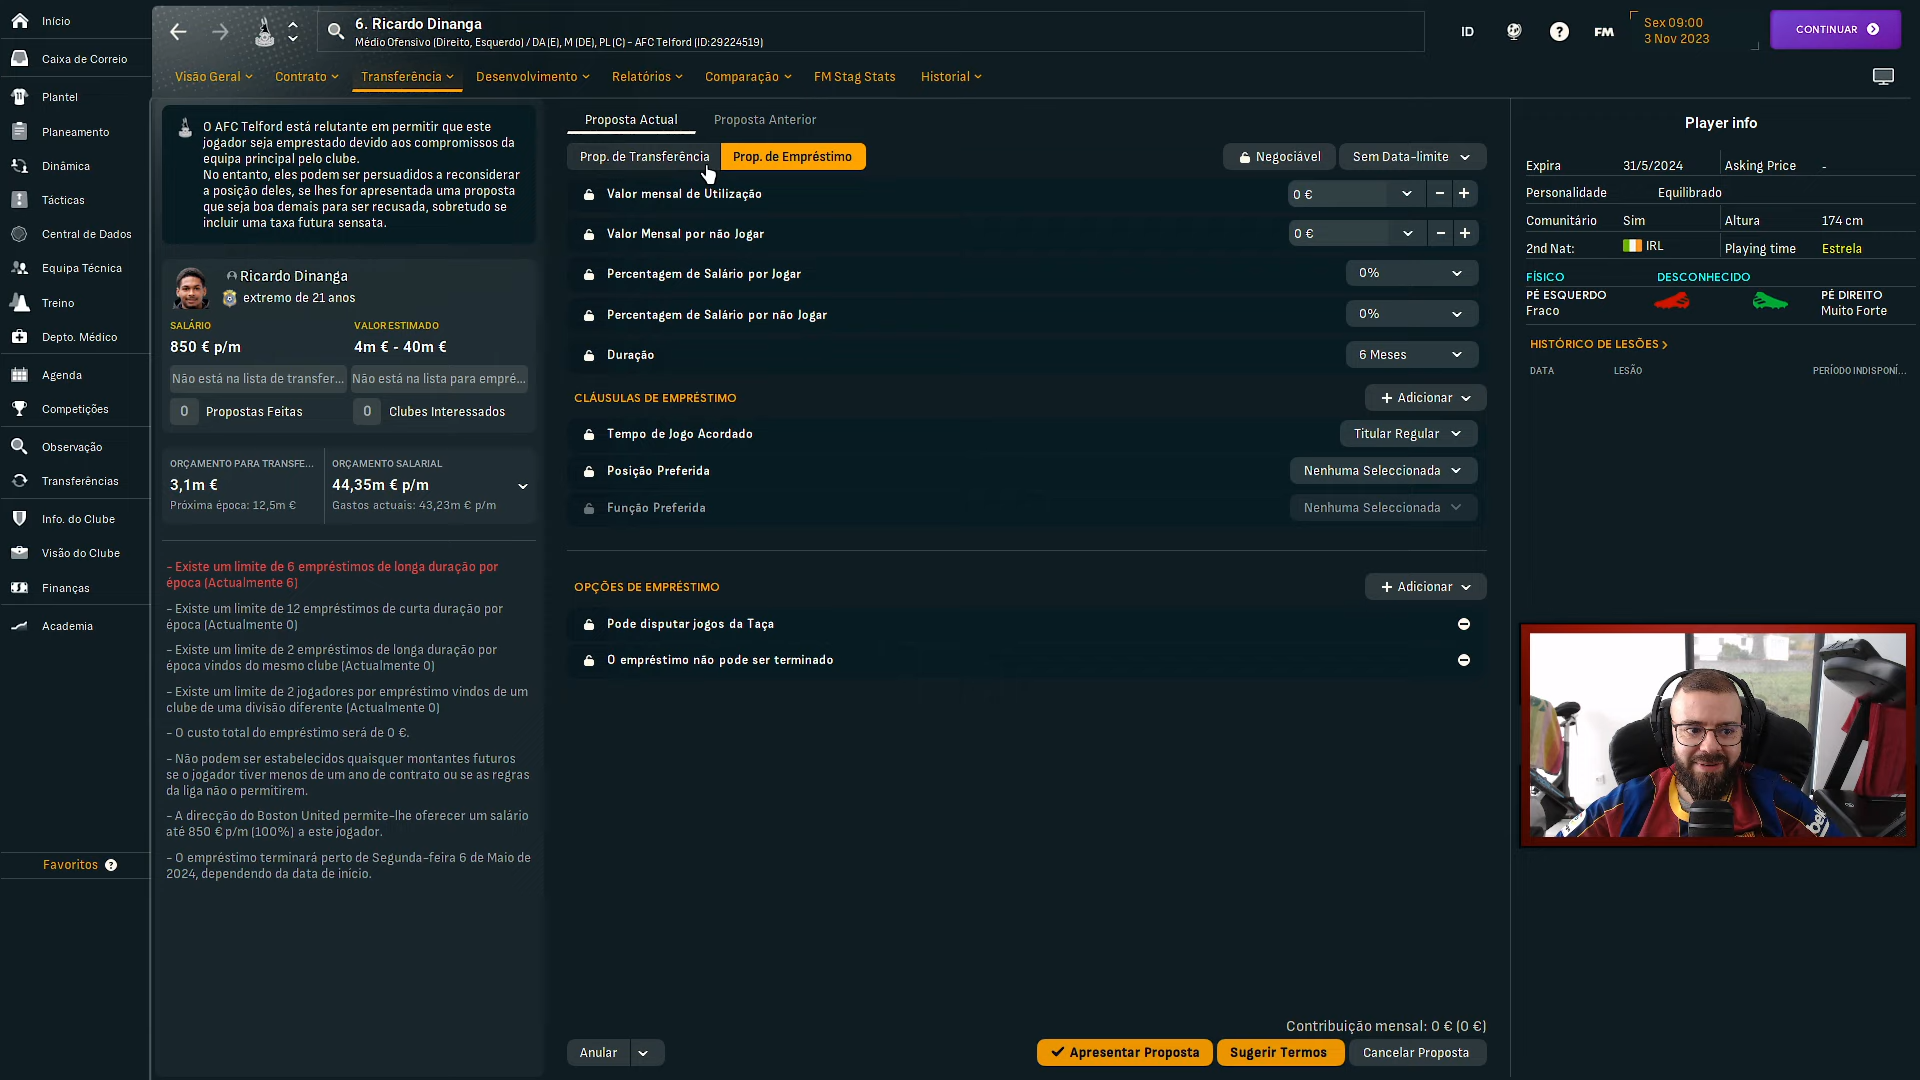 Início
Caixa de Correio
Plantel
Planeamento
Dinâmica
Tácticas
Central de Dados
Equipa Técnica
Treino
Depto. Médico
Agenda
Competições
Observação
Transferências
Info. do Clube
Visão do Clube
Finanças
Academia
Favoritos ?
6. Ricardo Dinanga
Médio Ofensivo (Direito, Esquerdo) / DA (E), M (DE), PL (C) - AFC Telford (ID:29224519)
ID
?
FM
Sex 09:00
3 Nov 2023
CONTINUAR
Visão Geral
Contrato
Transferência
Desenvolvimento
Relatórios
Comparação
FM Stag Stats
Historial
O AFC Telford está relutante em permitir que este
jogador seja emprestado devido aos compromissos da
equipa principal pelo clube.
No entanto, eles podem ser persuadidos a reconsiderar
a posição deles, se lhes for apresentada uma proposta
que seja boa demais para ser recusada, sobretudo se
incluir uma taxa futura sensata.
Ricardo Dinanga
extremo de 21 anos
SALÁRIO
850 € p/m
VALOR ESTIMADO
4m € - 40m €
Não está na lista de transfer...
Não está na lista para empré...
0 Propostas Feitas
0 Clubes Interessados
ORÇAMENTO PARA TRANSFE...
3,1m €
Próxima época: 12,5m €
ORÇAMENTO SALARIAL
44,35m € p/m
Gastos actuais: 43,23m € p/m
- Existe um limite de 6 empréstimos de longa duração por
época (Actualmente 6)
- Existe um limite de 12 empréstimos de curta duração por
época (Actualmente 0)
- Existe um limite de 2 empréstimos de longa duração por
época vindos do mesmo clube (Actualmente 0)
- Existe um limite de 2 jogadores por empréstimo vindos de um
clube de uma divisão diferente (Actualmente 0)
- O custo total do empréstimo será de 0 €.
- Não podem ser estabelecidos quaisquer montantes futuros
se o jogador tiver menos de um ano de contrato ou se as regras
da liga não o permitirem.
- A direcção do Boston United permite-lhe oferecer um salário
até 850 € p/m (100%) a este jogador.
- O empréstimo terminará perto de Segunda-feira 6 de Maio de
2024, dependendo da data de início.
Proposta Actual
Proposta Anterior
Prop. de Transferência
Prop. de Empréstimo
Negociável
Sem Data-limite
Valor mensal de Utilização
0 €
Valor Mensal por não Jogar
0 €
Percentagem de Salário por Jogar
0%
Percentagem de Salário por não Jogar
0%
Duração
6 Meses
CLÁUSULAS DE EMPRÉSTIMO
+ Adicionar
Tempo de Jogo Acordado
Titular Regular
Posição Preferida
Nenhuma Seleccionada
Função Preferida
Nenhuma Seleccionada
OPÇÕES DE EMPRÉSTIMO
+ Adicionar
Pode disputar jogos da Taça
O empréstimo não pode ser terminado
Contribuição mensal: 0 € (0 €)
Anular
Apresentar Proposta
Sugerir Termos
Cancelar Proposta
Player info
Expira 31/5/2024 Asking Price -
Personalidade Equilibrado
Comunitário Sim Altura 174 cm
2nd Nat: IRL Playing time Estrela
FÍSICO DESCONHECIDO
PÉ ESQUERDO
Fraco
PÉ DIREITO
Muito Forte
HISTÓRICO DE LESÕES
DATA LESÃO PERÍODO INDISPONÍ...